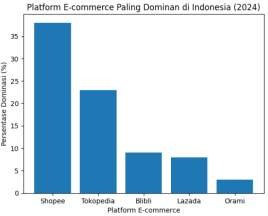 Platform E-commerce Paling Dominan di Indonesia (2024)
Persentase Dominasi (%)
35
30
25
20
15
10
5
0
Shopee Tokopedia Blibli Lazada Orami
Platform E-commerce